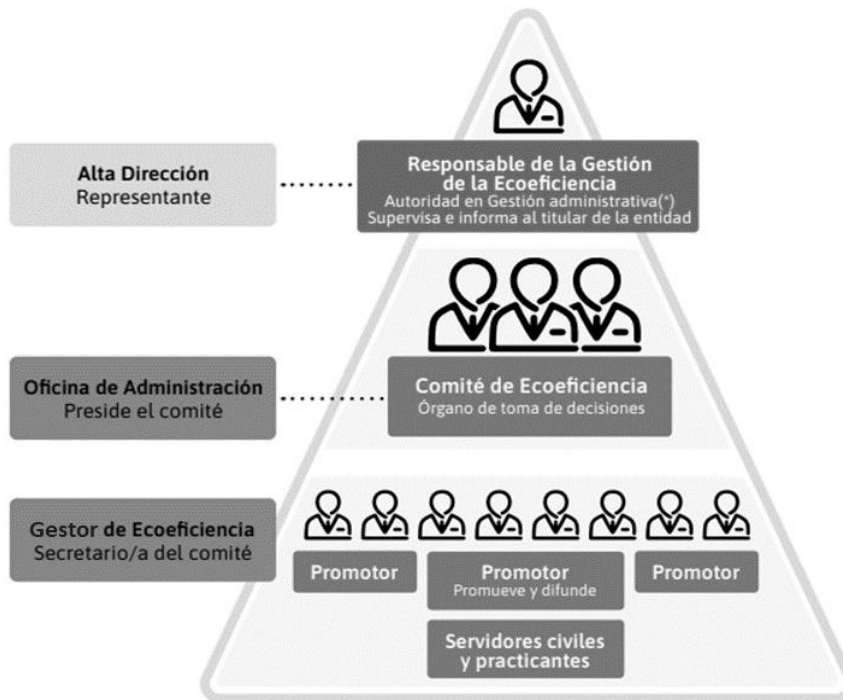 Alta Dirección
Representante
Responsable de la Gestión
de la Ecoeficiencia
Autoridad en Gestión administrativa(*)
Supervisa e informa al titular de la entidad
Oficina de Administración
Preside el comité
Comité de Ecoeficiencia
Órgano de toma de decisiones
Gestor de Ecoeficiencia
Secretario/a del comité
Promotor
Promotor
Promueve y difunde
Promotor
Servidores civiles
y practicantes